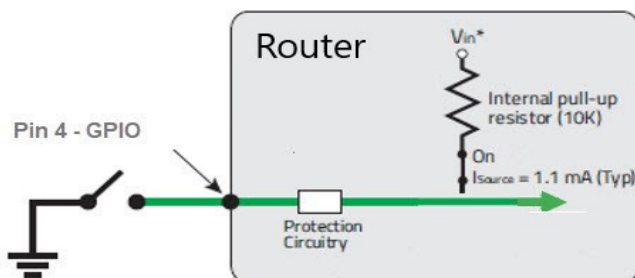 Router
Vin*
Internal pull-up
resistor (10K)
Pin 4 - GPIO
On
Isource = 1.1 mA (Typ)
Protection
Circuitry